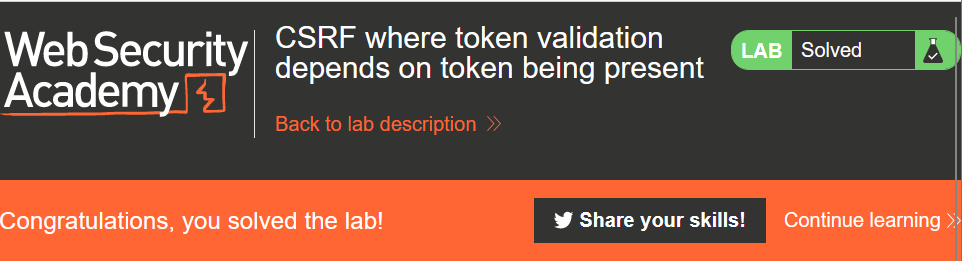 Web Security
Academy
CSRF where token validation
depends on token being present
Back to lab description
LAB Solved
Congratulations, you solved the lab!
Share your skills!
Continue learning